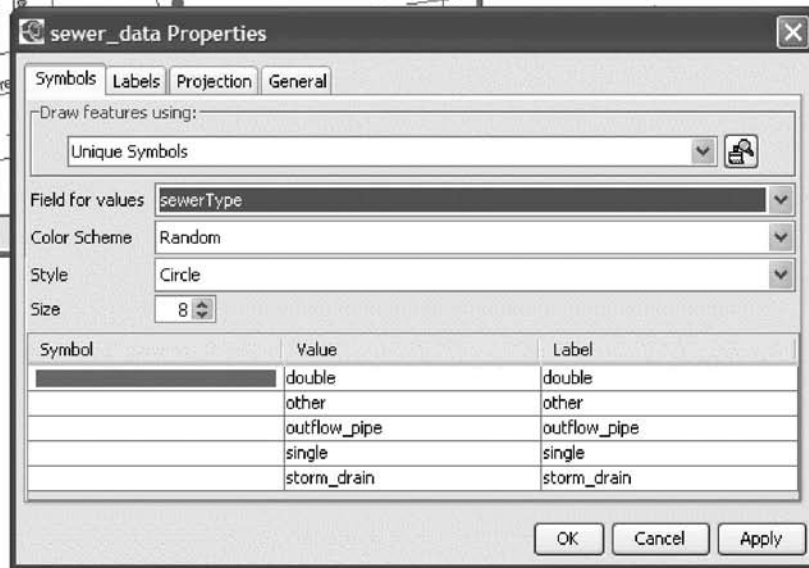 sewer_data Properties
Symbols Labels Projection General
Draw features using:
Unique Symbols
Field for values sewerType
Color Scheme Random
Style Circle
Size 8
Symbol Value Label
double double
other other
outflow_pipe outflow_pipe
single single
storm_drain storm_drain
OK Cancel Apply